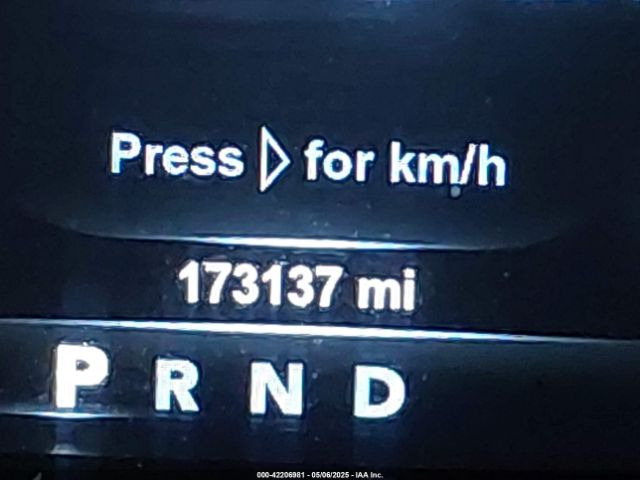 Press ▷ for km/h
173137 mi
P R N D
000-42206981 - 05/06/2025 - IAA Inc.